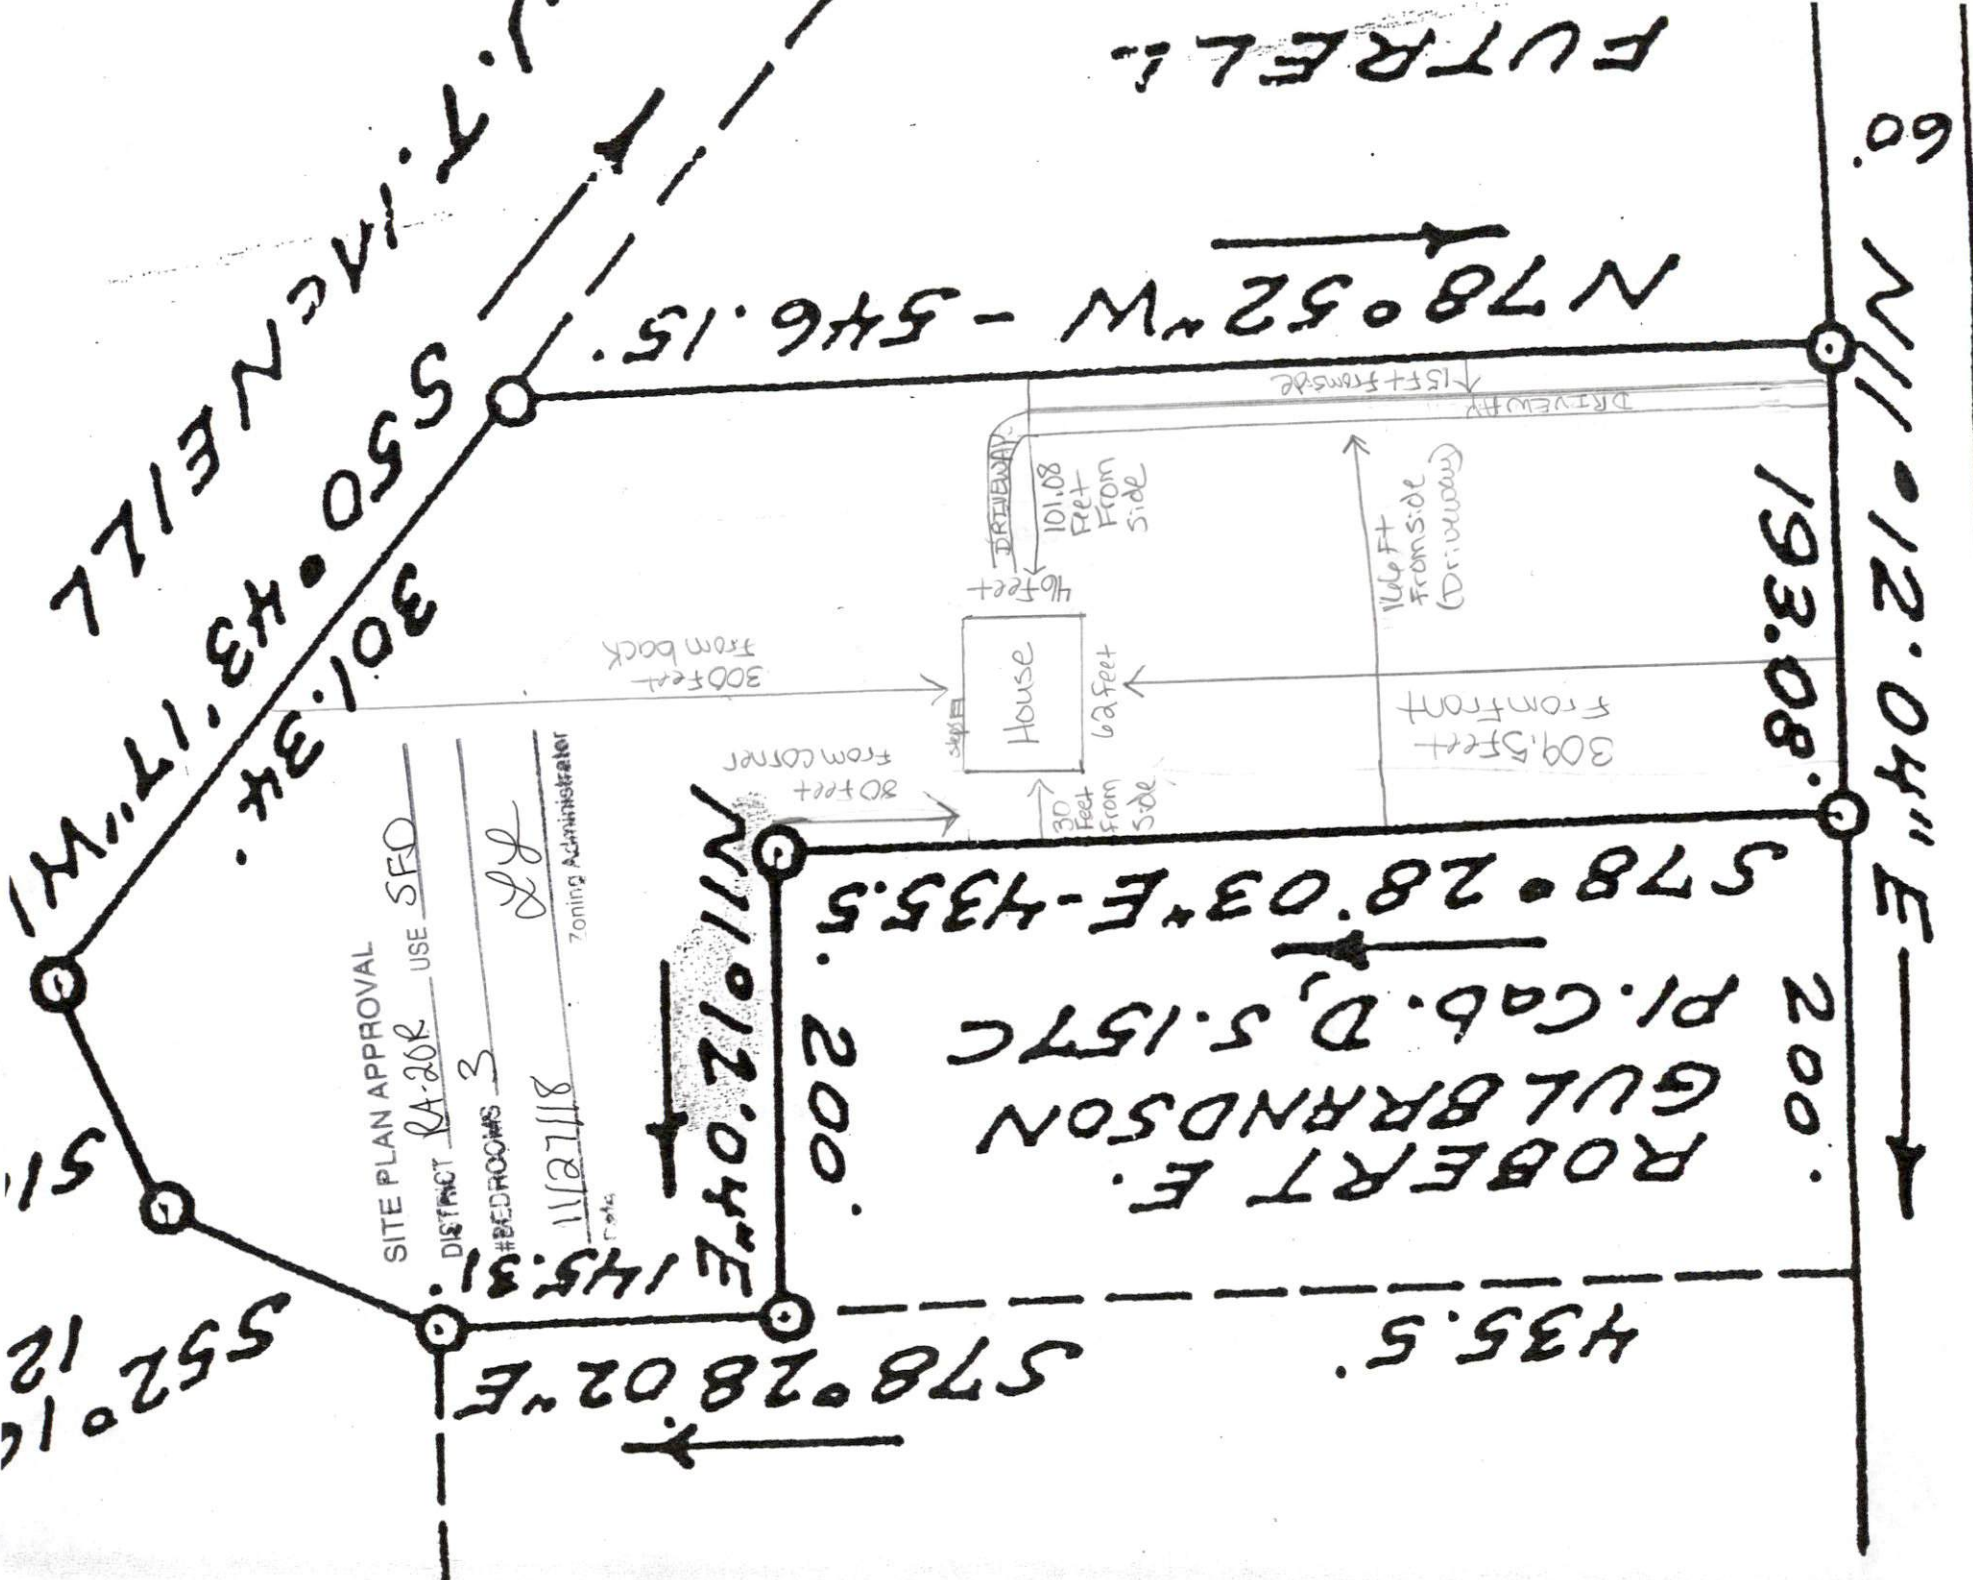 FUTRELL
60'
N78°52"W - 546.15'
N11°12'04"E
193.08'
T. McNEILL
S50°43'17"W
301.34'
15Ft From side
DRIVEWAY
DRIVEWAY
101.08
Feet
From
Side
166 Ft
From side
(Driveway)
46 Feet
House
62 feet
steps
300 Feet
From back
80 feet
From corner
30
Feet
From
Side
309.5 Feet
From Front
SITE PLAN APPROVAL
DISTRICT RA-20R USE SFD
#BEDROOMS 3
11/27/18
Date
Zoning Administrator
S78°28'03"E-435.5'
N11°12'04"E
200'
ROBERT E.
GULBRANDSON
Pl. Cab. D, S.157C
200'
145.31'
S78°28'02"E
435.5'
S52°
12